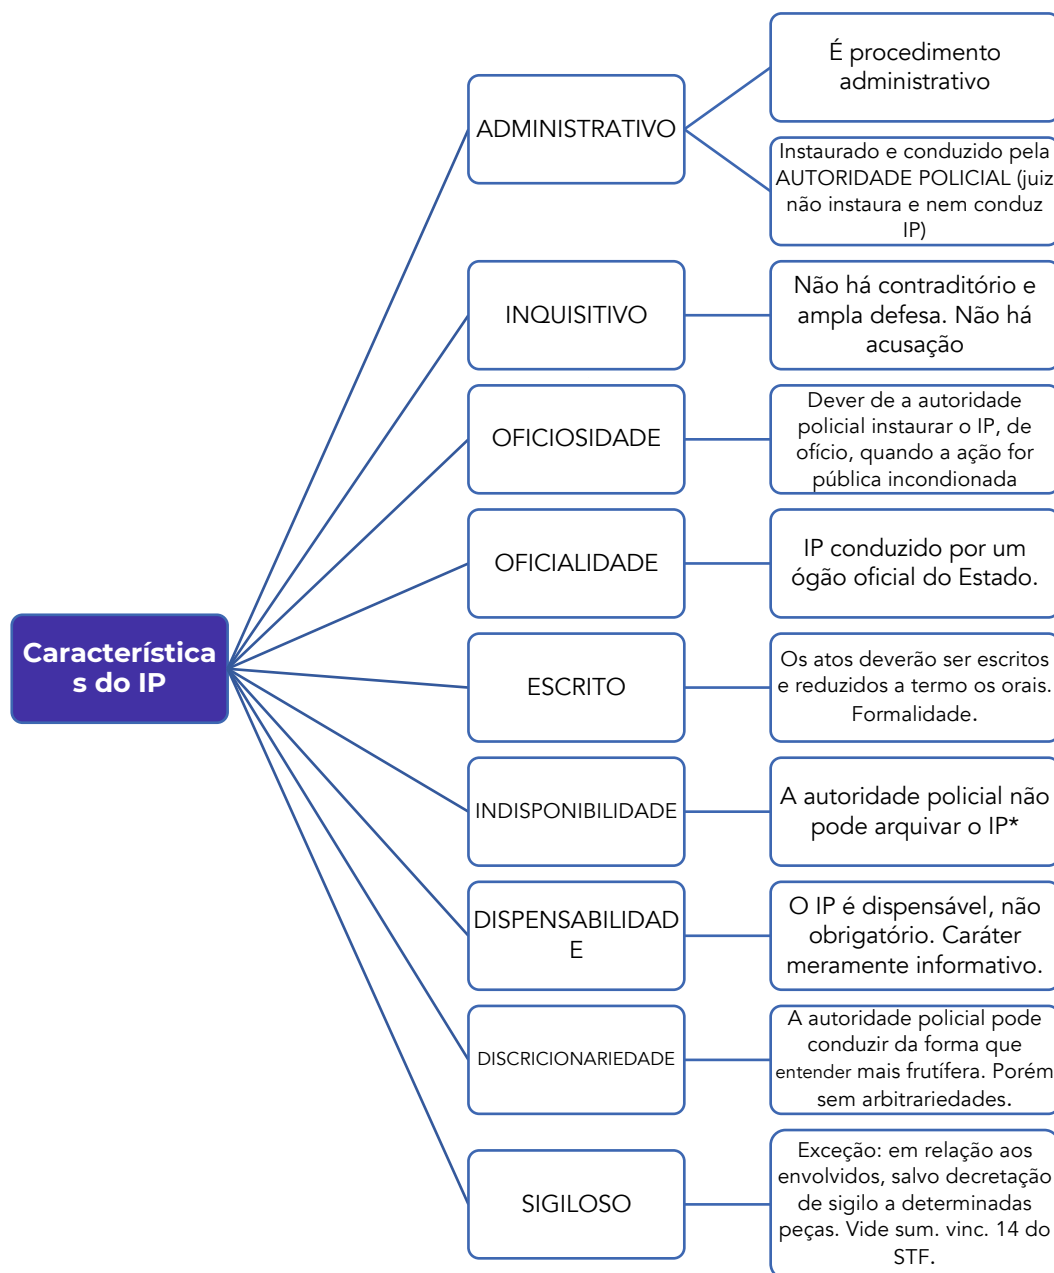 É procedimento
administrativo
ADMINISTRATIVO
Instaurado e conduzido pela
AUTORIDADE POLICIAL (juiz
não instaura e nem conduz
IP)
INQUISITIVO
Não há contraditório e
ampla defesa. Não há
acusação
OFICIOSIDADE
Dever de a autoridade
policial instaurar o IP, de
ofício, quando a ação for
pública incondionada
OFICIALIDADE
IP conduzido por um
ógão oficial do Estado.
Característica
s do IP
ESCRITO
Os atos deverão ser escritos
e reduzidos a termo os orais.
Formalidade.
INDISPONIBILIDADE
A autoridade policial não
pode arquivar o IP*
DISPENSABILIDAD
E
O IP é dispensável, não
obrigatório. Caráter
meramente informativo.
DISCRICIONARIEDADE
A autoridade policial pode
conduzir da forma que
entender mais frutífera. Porém
sem arbitrariedades.
SIGILOSO
Exceção: em relação aos
envolvidos, salvo decretação
de sigilo a determinadas
peças. Vide sum. vinc. 14 do
STF.